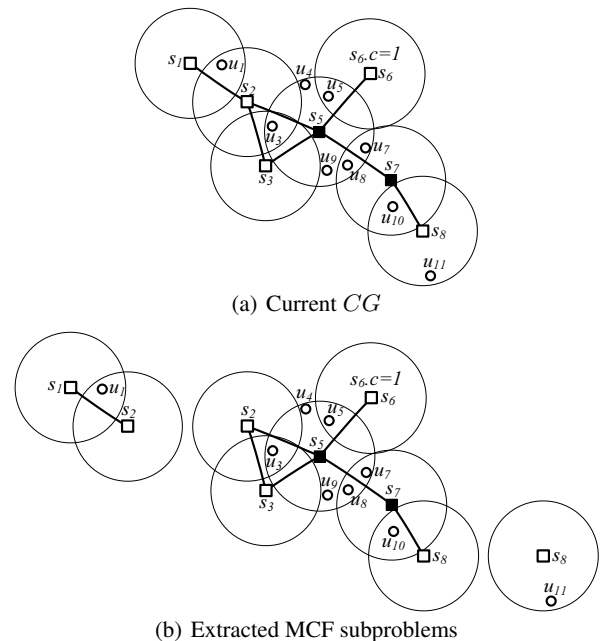 s6.c=1
s1 u1 u4 s6
s2 u5
s5
u3 u7
u9 s7
s3 u8
u10
s8
u11
(a) Current CG
s6.c=1
s1 u1 u4 s6
s2 s2 u5
s5
u3 u7
u9 s7
s3 u8
u10
s8 s8
u11
(b) Extracted MCF subproblems